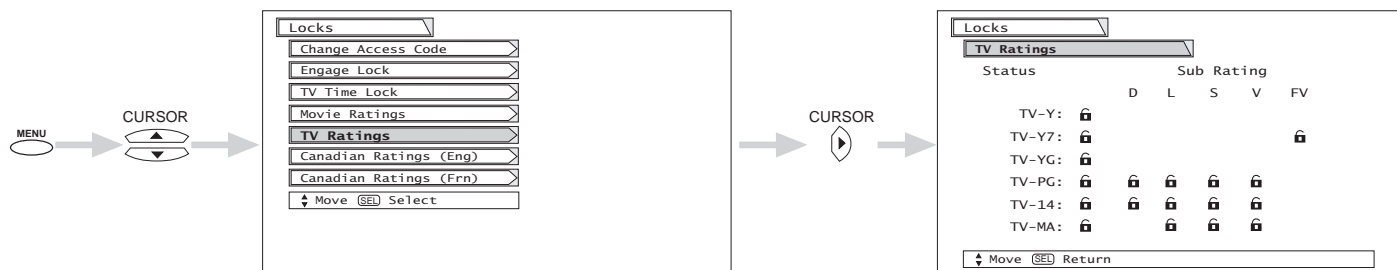 MENU
CURSOR
Locks
Change Access Code
Engage Lock
TV Time Lock
Movie Ratings
TV Ratings
Canadian Ratings (Eng)
Canadian Ratings (Frn)
Move SEL Select
CURSOR
Locks
TV Ratings
Status Sub Rating
D L S V FV
TV-Y:
TV-Y7:
TV-YG:
TV-PG:
TV-14:
TV-MA:
Move SEL Return